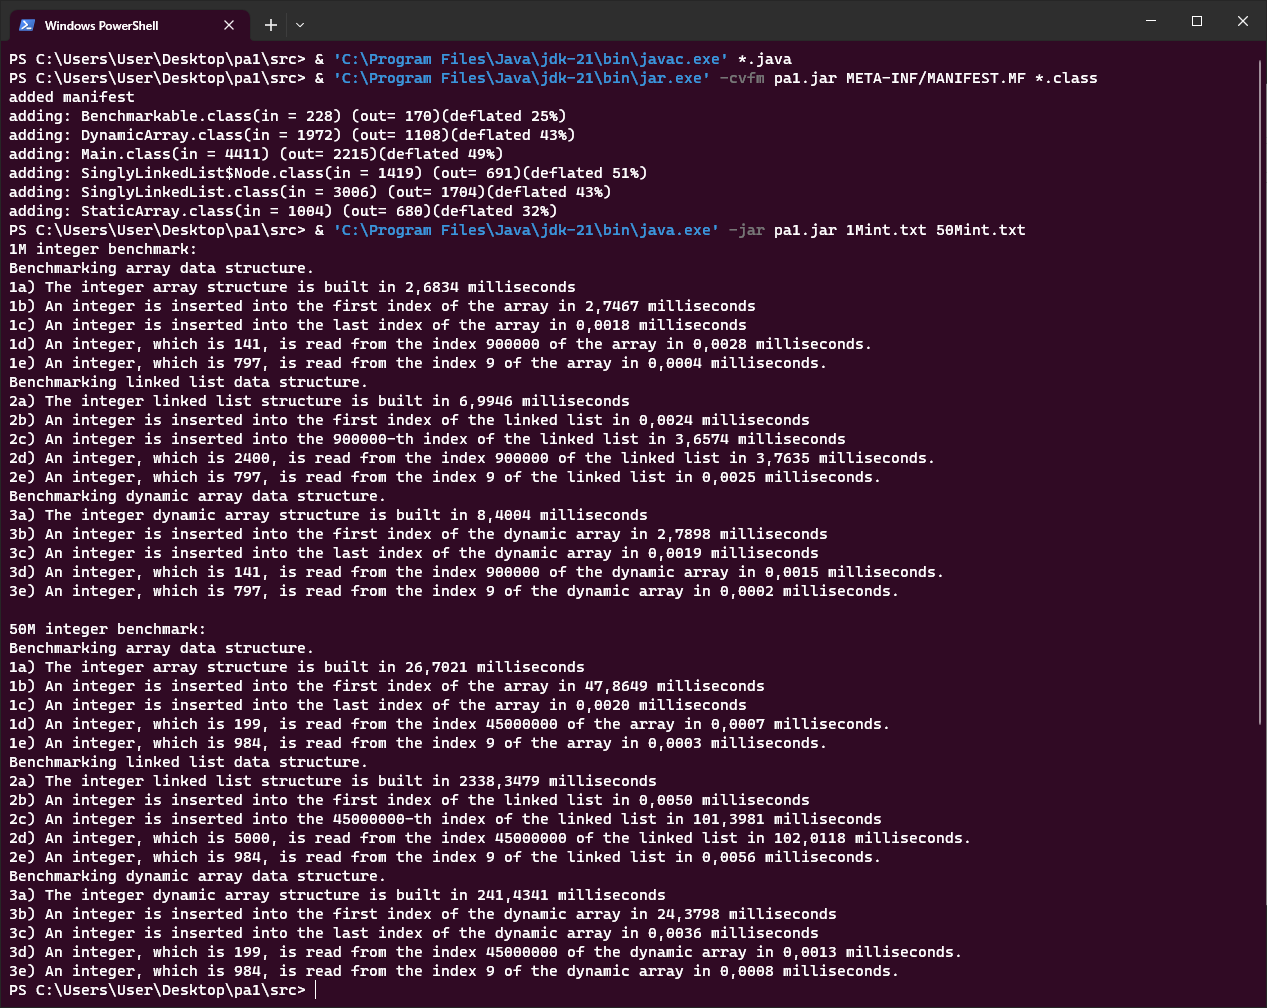 Windows PowerShell
PS C:\Users\User\Desktop\pa1\src> & 'C:\Program Files\Java\jdk-21\bin\javac.exe' *.java
PS C:\Users\User\Desktop\pa1\src> & 'C:\Program Files\Java\jdk-21\bin\jar.exe' -cvfm pa1.jar META-INF/MANIFEST.MF *.class
added manifest
adding: Benchmarkable.class(in = 228) (out= 170)(deflated 25%)
adding: DynamicArray.class(in = 1972) (out= 1108)(deflated 43%)
adding: Main.class(in = 4411) (out= 2215)(deflated 49%)
adding: SinglyLinkedList$Node.class(in = 1419) (out= 691)(deflated 51%)
adding: SinglyLinkedList.class(in = 3006) (out= 1704)(deflated 43%)
adding: StaticArray.class(in = 1004) (out= 680)(deflated 32%)
PS C:\Users\User\Desktop\pa1\src> & 'C:\Program Files\Java\jdk-21\bin\java.exe' -jar pa1.jar 1Mint.txt 50Mint.txt
1M integer benchmark:
Benchmarking array data structure.
1a) The integer array structure is built in 2,6834 milliseconds
1b) An integer is inserted into the first index of the array in 2,7467 milliseconds
1c) An integer is inserted into the last index of the array in 0,0018 milliseconds
1d) An integer, which is 141, is read from the index 900000 of the array in 0,0028 milliseconds.
1e) An integer, which is 797, is read from the index 9 of the array in 0,0004 milliseconds.
Benchmarking linked list data structure.
2a) The integer linked list structure is built in 6,9946 milliseconds
2b) An integer is inserted into the first index of the linked list in 0,0024 milliseconds
2c) An integer is inserted into the 900000-th index of the linked list in 3,6574 milliseconds
2d) An integer, which is 2400, is read from the index 900000 of the linked list in 3,7635 milliseconds.
2e) An integer, which is 797, is read from the index 9 of the linked list in 0,0025 milliseconds.
Benchmarking dynamic array data structure.
3a) The integer dynamic array structure is built in 8,4004 milliseconds
3b) An integer is inserted into the first index of the dynamic array in 2,7898 milliseconds
3c) An integer is inserted into the last index of the dynamic array in 0,0019 milliseconds
3d) An integer, which is 141, is read from the index 900000 of the dynamic array in 0,0015 milliseconds.
3e) An integer, which is 797, is read from the index 9 of the dynamic array in 0,0002 milliseconds.
50M integer benchmark:
Benchmarking array data structure.
1a) The integer array structure is built in 26,7021 milliseconds
1b) An integer is inserted into the first index of the array in 47,8649 milliseconds
1c) An integer is inserted into the last index of the array in 0,0020 milliseconds
1d) An integer, which is 199, is read from the index 45000000 of the array in 0,0007 milliseconds.
1e) An integer, which is 984, is read from the index 9 of the array in 0,0003 milliseconds.
Benchmarking linked list data structure.
2a) The integer linked list structure is built in 2338,3479 milliseconds
2b) An integer is inserted into the first index of the linked list in 0,0050 milliseconds
2c) An integer is inserted into the 45000000-th index of the linked list in 101,3981 milliseconds
2d) An integer, which is 5000, is read from the index 45000000 of the linked list in 102,0118 milliseconds.
2e) An integer, which is 984, is read from the index 9 of the linked list in 0,0056 milliseconds.
Benchmarking dynamic array data structure.
3a) The integer dynamic array structure is built in 241,4341 milliseconds
3b) An integer is inserted into the first index of the dynamic array in 24,3798 milliseconds
3c) An integer is inserted into the last index of the dynamic array in 0,0036 milliseconds
3d) An integer, which is 199, is read from the index 45000000 of the dynamic array in 0,0013 milliseconds.
3e) An integer, which is 984, is read from the index 9 of the dynamic array in 0,0008 milliseconds.
PS C:\Users\User\Desktop\pa1\src>